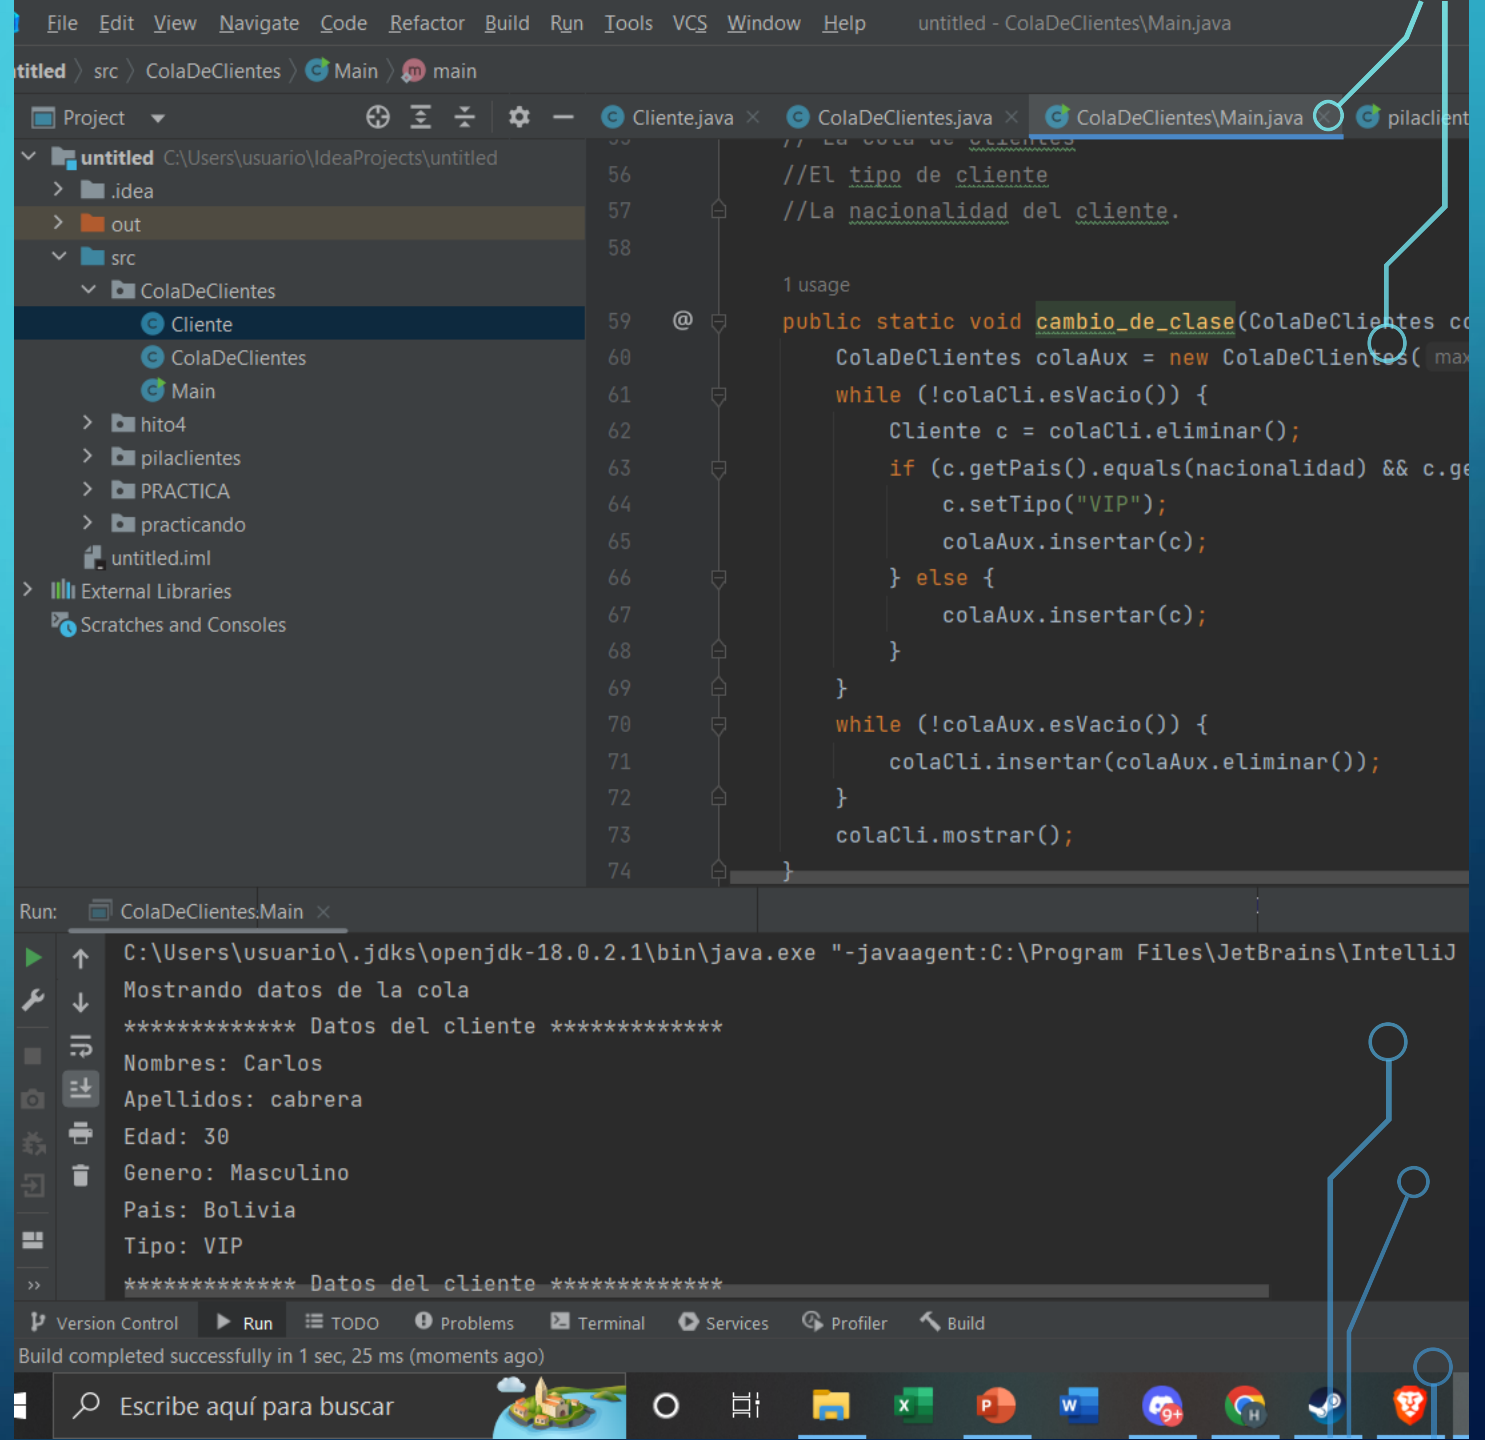 File Edit View Navigate Code Refactor Build Run Tools VCS Window Help untitled - ColaDeClientes\Main.java
titled src ColaDeClientes Main main
Project
Cliente.java ColaDeClientes.java ColaDeClientes\Main.java pilaclient
untitled C:\Users\usuario\IdeaProjects\untitled
.idea
out
src
ColaDeClientes
Cliente
ColaDeClientes
Main
hito4
pilaclientes
PRACTICA
practicando
untitled.iml
External Libraries
Scratches and Consoles
55 // La cola de clientes
56 //El tipo de cliente
57 //La nacionalidad del cliente.
58
1 usage
59 @ public static void cambio_de_clase(ColaDeClientes co
60 ColaDeClientes colaAux = new ColaDeClientes( max
61 while (!colaCli.esVacio()) {
62 Cliente c = colaCli.eliminar();
63 if (c.getPais().equals(nacionalidad) && c.ge
64 c.setTipo("VIP");
65 colaAux.insertar(c);
66 } else {
67 colaAux.insertar(c);
68 }
69 }
70 while (!colaAux.esVacio()) {
71 colaCli.insertar(colaAux.eliminar());
72 }
73 colaCli.mostrar();
74 }
Run: ColaDeClientes.Main
C:\Users\usuario\.jdks\openjdk-18.0.2.1\bin\java.exe "-javaagent:C:\Program Files\JetBrains\IntelliJ
Mostrando datos de la cola
************* Datos del cliente *************
Nombres: Carlos
Apellidos: cabrera
Edad: 30
Genero: Masculino
Pais: Bolivia
Tipo: VIP
************* Datos del cliente *************
Version Control Run TODO Problems Terminal Services Profiler Build
Build completed successfully in 1 sec, 25 ms (moments ago)
Escribe aquí para buscar
9+
H